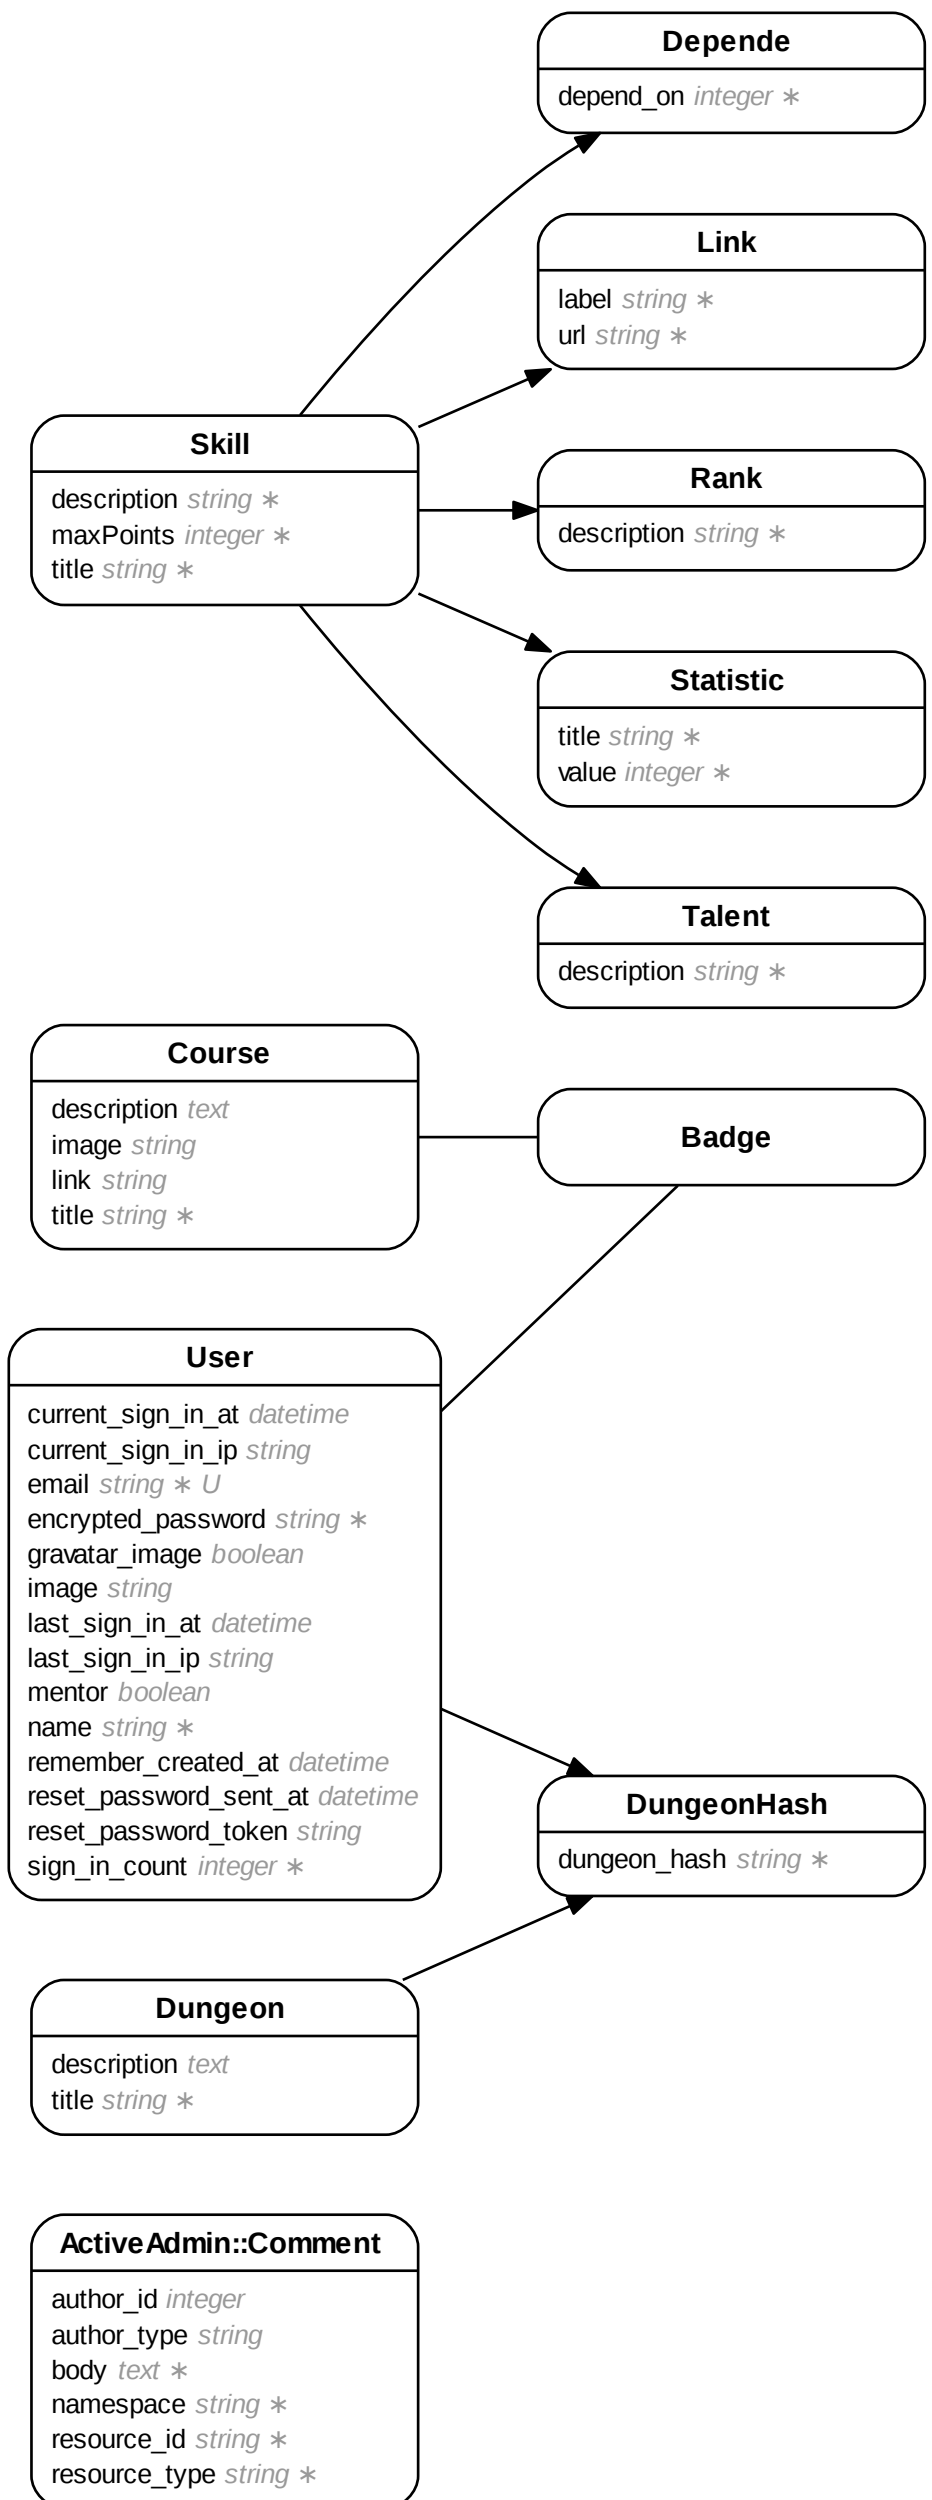 Depende
depend_on integer ∗
Link
label string ∗
url string ∗
Skill
description string ∗
maxPoints integer ∗
title string ∗
Rank
description string ∗
Statistic
title string ∗
value integer ∗
Talent
description string ∗
Course
description text
image string
link string
title string ∗
Badge
User
current_sign_in_at datetime
current_sign_in_ip string
email string ∗ U
encrypted_password string ∗
gravatar_image boolean
image string
last_sign_in_at datetime
last_sign_in_ip string
mentor boolean
name string ∗
remember_created_at datetime
reset_password_sent_at datetime
reset_password_token string
sign_in_count integer ∗
DungeonHash
dungeon_hash string ∗
Dungeon
description text
title string ∗
ActiveAdmin::Comment
author_id integer
author_type string
body text ∗
namespace string ∗
resource_id string ∗
resource_type string ∗